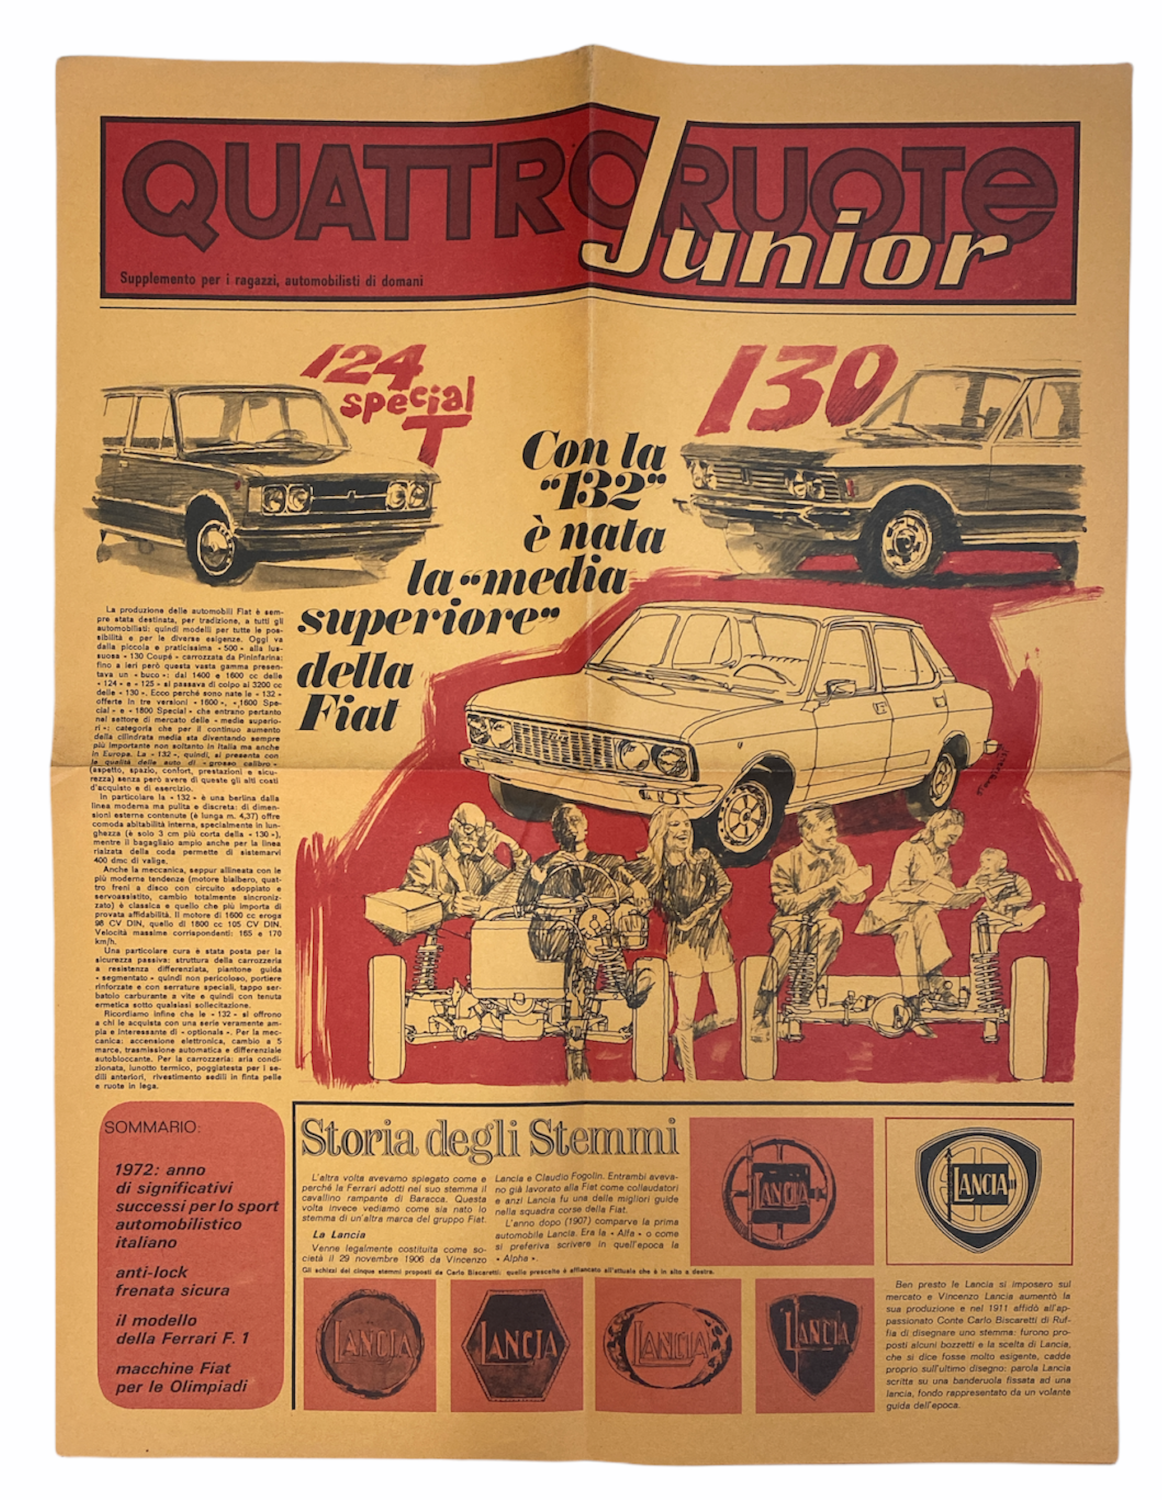 QUATTRORUOTE
Junior
Supplemento per i ragazzi, automobilisti di domani
124
special
T
130
Con la
"132"
è nata
la "media
superiore"
della
Fiat
La produzione delle automobili Fiat è sem-
pre stata destinata, per tradizione, a tutti gli
automobilisti: quindi modelli per tutte le pos-
sibilità e per le diverse esigenze. Oggi va
dalla piccola e praticissima « 500 » alla lus-
suosa « 130 Coupé » carrozzata da Pininfarina;
fino a ieri però questa vasta gamma presen-
tava un « buco »: dai 1400 e 1600 cc delle
« 124 » e « 125 » si passava di colpo ai 3200 cc
delle « 130 ». Ecco perché sono nate le « 132 »
offerte in tre versioni « 1600 », « 1600 Spe-
cial » e « 1800 Special » che entrano pertanto
nel settore di mercato delle « medie superio-
ri »: categoria che per il continuo aumento
della cilindrata media sta diventando sempre
più importante non soltanto in Italia ma anche
in Europa. La « 132 », quindi, si presenta con
le qualità delle auto di « grosso calibro »
(aspetto, spazio, confort, prestazioni e sicu-
rezza) senza però avere di queste gli alti costi
d'acquisto e di esercizio.
In particolare la « 132 » è una berlina dalla
linea moderna ma pulita e discreta: di dimen-
sioni esterne contenute (è lunga m. 4,37) offre
comoda abitabilità interna, specialmente in lun-
ghezza (è solo 3 cm più corta della « 130 »),
mentre il bagagliaio ampio anche per la linea
rialzata della coda permette di sistemarvi
400 dmc di valige.
Anche la meccanica, seppur allineata con le
più moderne tendenze (motore bialbero, quat-
tro freni a disco con circuito sdoppiato e
servoassistito, cambio totalmente sincroniz-
zato) è classica e quello che più importa di
provata affidabilità. Il motore di 1600 cc eroga
98 CV DIN, quello di 1800 cc 105 CV DIN.
Velocità massime corrispondenti: 165 e 170
km/h.
Una particolare cura è stata posta per la
sicurezza passiva: struttura della carrozzeria
a resistenza differenziata, piantone guida
« segmentato » quindi non pericoloso, portiere
rinforzate e con serrature speciali, tappo ser-
batoio carburante a vite e quindi con tenuta
ermetica sotto qualsiasi sollecitazione.
Ricordiamo infine che le « 132 » si offrono
a chi le acquista con una serie veramente am-
pia e interessante di « optionals ». Per la mec-
canica: accensione elettronica, cambio a 5
marce, trasmissione automatica e differenziale
autobloccante. Per la carrozzeria: aria condi-
zionata, lunotto termico, poggiatesta per i se-
dili anteriori, rivestimento sedili in finta pelle
e ruote in lega.
SOMMARIO:
1972: anno
di significativi
successi per lo sport
automobilistico
italiano
anti-lock
frenata sicura
il modello
della Ferrari F. 1
macchine Fiat
per le Olimpiadi
Storia degli Stemmi
L'altra volta avevamo spiegato come e
perché la Ferrari adotti nel suo stemma il
cavallino rampante di Baracca. Questa
volta invece vediamo come sia nato lo
stemma di un'altra marca del gruppo Fiat.
La Lancia
Venne legalmente costituita come so-
cietà il 29 novembre 1906 da Vincenzo
Lancia e Claudio Fogolin. Entrambi aveva-
no già lavorato alla Fiat come collaudatori
e anzi Lancia fu una delle migliori guide
nella squadra corse della Fiat.
L'anno dopo (1907) comparve la prima
automobile Lancia. Era la « Alfa » o come
si preferiva scrivere in quell'epoca la
« Alpha ».
Gli schizzi dei cinque stemmi proposti da Carlo Biscaretti: quello prescelto è affiancato all'attuale che è in alto a destra.
LANCIA
LANCIA
LANCIA
LANCIA
LANCIA
LANCIA
Ben presto le Lancia si imposero sul
mercato e Vincenzo Lancia aumentò la
sua produzione e nel 1911 affidò all'ap-
passionato Conte Carlo Biscaretti di Ruf-
fia di disegnare uno stemma: furono pro-
posti alcuni bozzetti e la scelta di Lancia,
che si dice fosse molto esigente, cadde
proprio sull'ultimo disegno: parola Lancia
scritta su una banderuola fissata ad una
lancia, fondo rappresentato da un volante
guida dell'epoca.